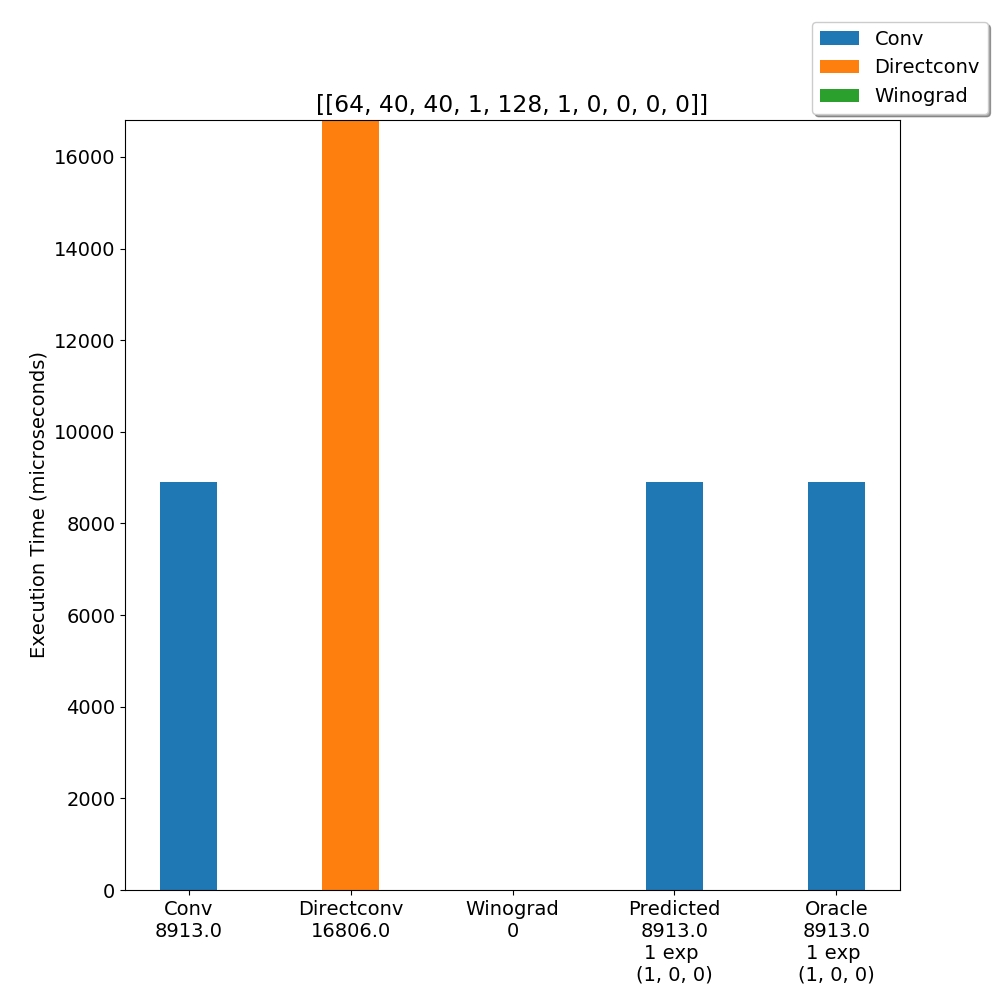 Conv
Directconv
Winograd
[[64, 40, 40, 1, 128, 1, 0, 0, 0, 0]]
Execution Time (microseconds)
16000
14000
12000
10000
8000
6000
4000
2000
0
Conv
8913.0
Directconv
16806.0
Winograd
0
Predicted
8913.0
1 exp
(1, 0, 0)
Oracle
8913.0
1 exp
(1, 0, 0)